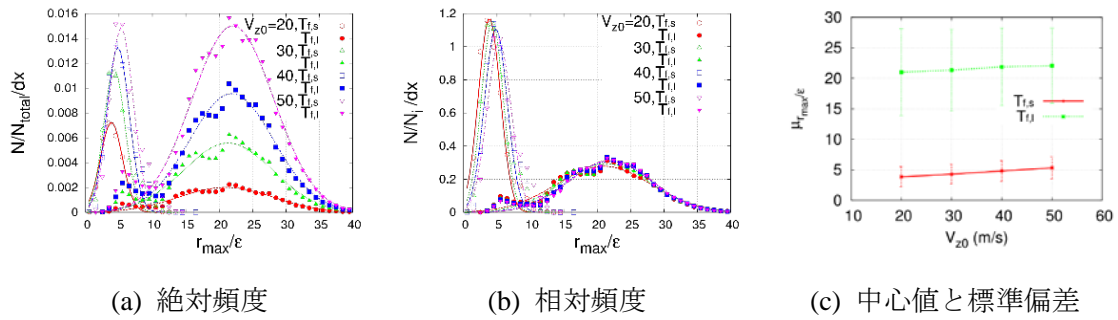 0.016
0.014
0.012
0.01
0.008
0.006
0.004
0.002
0
N/N_total/dx
0 5 10 15 20 25 30 35 40
r_max/ε
V_z0=20,T_f,s
T_f,l
30,T_f,s
T_f,l
40,T_f,s
T_f,l
50,T_f,s
T_f,l
(a) 絶対頻度
1.2
1
0.8
0.6
0.4
0.2
0
N/N_i/dx
0 5 10 15 20 25 30 35 40
r_max/ε
V_z0=20,T_f,s
T_f,l
30,T_f,s
T_f,l
40,T_f,s
T_f,l
50,T_f,s
T_f,l
(b) 相対頻度
30
25
20
15
10
5
0
μ_r_max/ε
10 20 30 40 50 60
V_z0 (m/s)
T_f,s
T_f,l
(c) 中心値と標準偏差